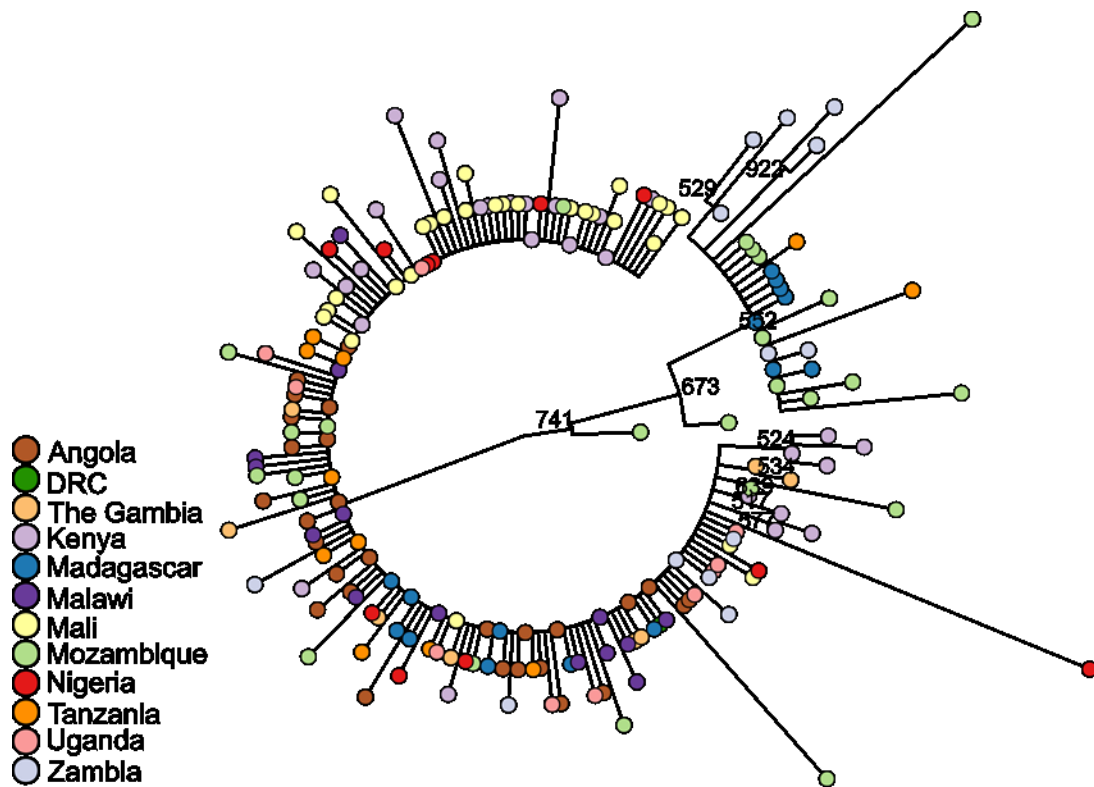 922
529
673
741
524
534
Angola
DRC
The Gambia
Kenya
Madagascar
Malawi
Mali
Mozambique
Nigeria
Tanzania
Uganda
Zambia